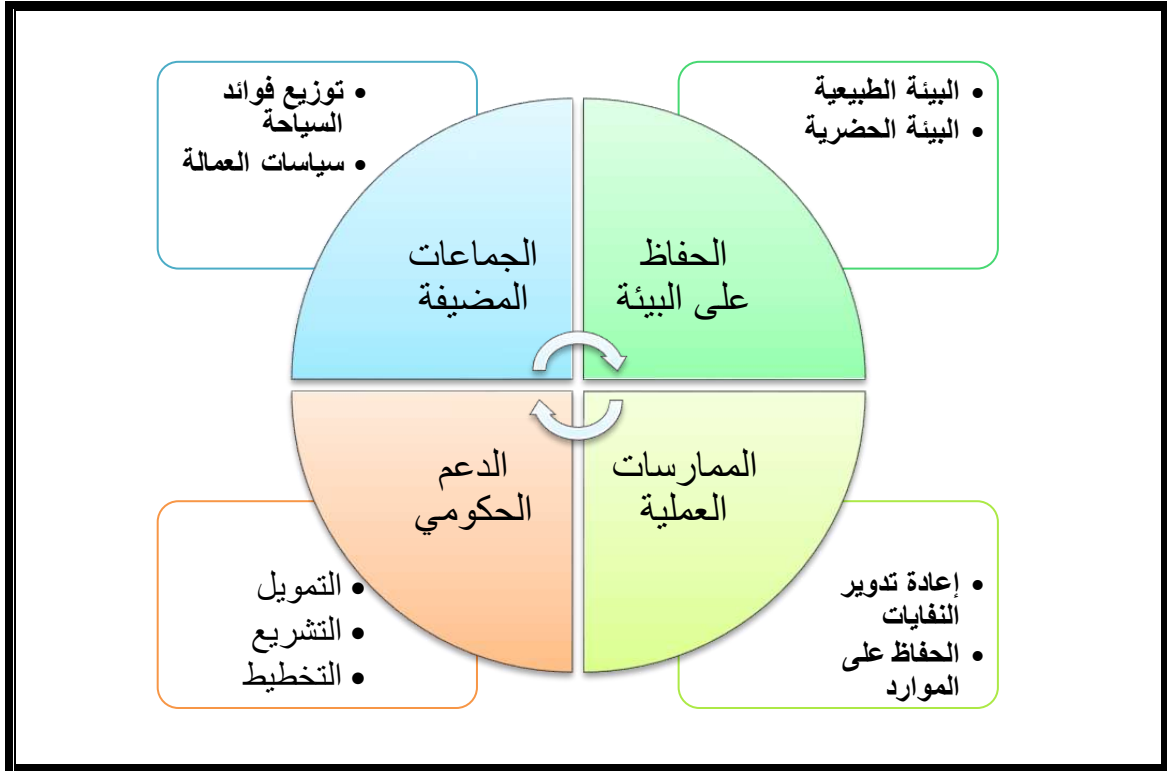 • البيئة الطبيعية
• البيئة الحضرية
• توزيع فوائد
السياحة
• سياسات العمالة
الحفاظ
على البيئة
الجماعات
المضيفة
الممارسات
العملية
الدعم
الحكومي
• إعادة تدوير
النفايات
• الحفاظ على
الموارد
• التمويل
• التشريع
• التخطيط